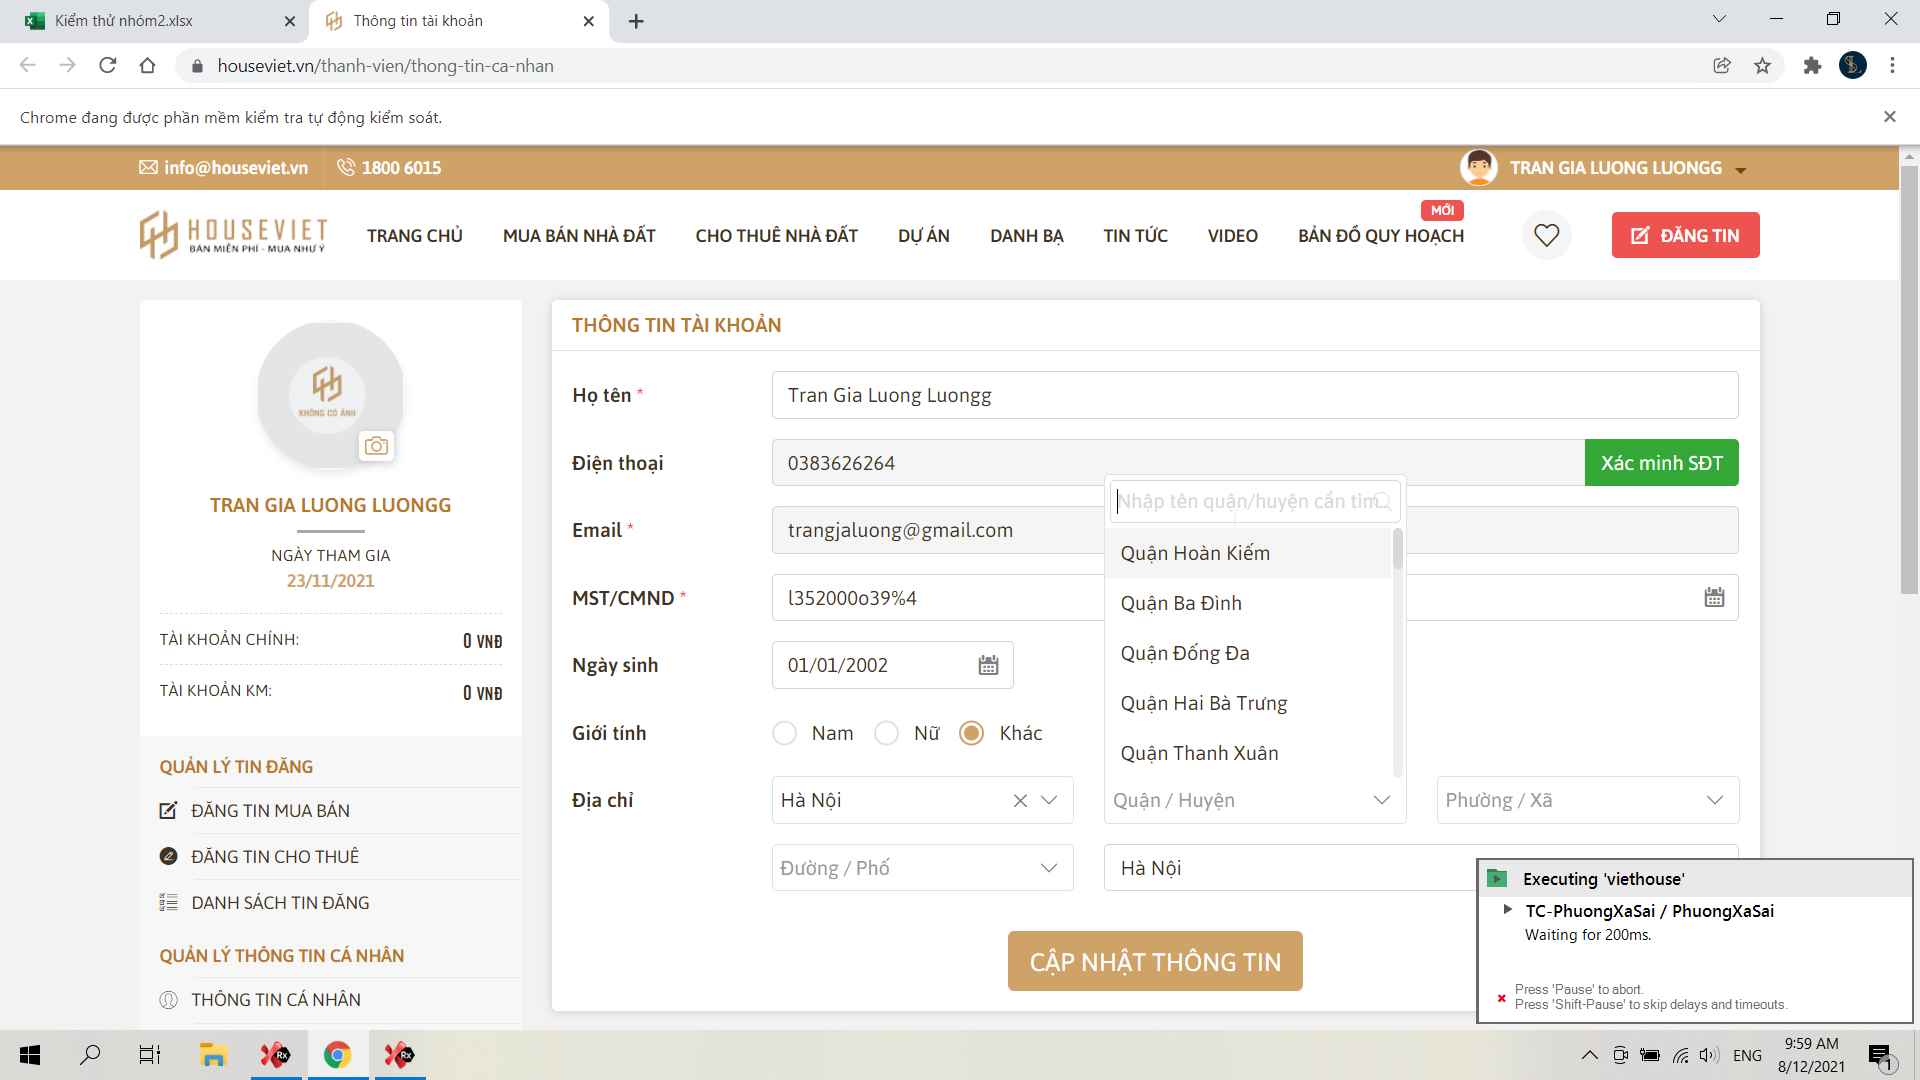 Kiểm thử nhóm2.xlsx
Thông tin tài khoản
houseviet.vn/thanh-vien/thong-tin-ca-nhan
Chrome đang được phần mềm kiểm tra tự động kiểm soát.
info@houseviet.vn
1800 6015
TRAN GIA LUONG LUONGG
HOUSEVIET
BÁN MIỄN PHÍ - MUA NHƯ Ý
TRANG CHỦ
MUA BÁN NHÀ ĐẤT
CHO THUÊ NHÀ ĐẤT
DỰ ÁN
DANH BẠ
TIN TỨC
VIDEO
MỚI
BẢN ĐỒ QUY HOẠCH
ĐĂNG TIN
KHÔNG CÓ ẢNH
TRAN GIA LUONG LUONGG
NGÀY THAM GIA
23/11/2021
TÀI KHOẢN CHÍNH: 0 VNĐ
TÀI KHOẢN KM: 0 VNĐ
QUẢN LÝ TIN ĐĂNG
ĐĂNG TIN MUA BÁN
ĐĂNG TIN CHO THUÊ
DANH SÁCH TIN ĐĂNG
QUẢN LÝ THÔNG TIN CÁ NHÂN
THÔNG TIN CÁ NHÂN
THÔNG TIN TÀI KHOẢN
Họ tên * Tran Gia Luong Luongg
Điện thoại 0383626264 Xác minh SĐT
Email * trangjaluong@gmail.com
MST/CMND * l352000o39%4
Ngày sinh 01/01/2002
Giới tính Nam Nữ Khác
Nhập tên quận/huyện cần tìm
Quận Hoàn Kiếm
Quận Ba Đình
Quận Đống Đa
Quận Hai Bà Trưng
Quận Thanh Xuân
Địa chỉ Hà Nội Quận / Huyện Phường / Xã
Đường / Phố Hà Nội
CẬP NHẬT THÔNG TIN
Executing 'viethouse'
TC-PhuongXaSai / PhuongXaSai
Waiting for 200ms.
Press 'Pause' to abort.
Press 'Shift-Pause' to skip delays and timeouts.
Rx
Rx
ENG
9:59 AM
8/12/2021
1